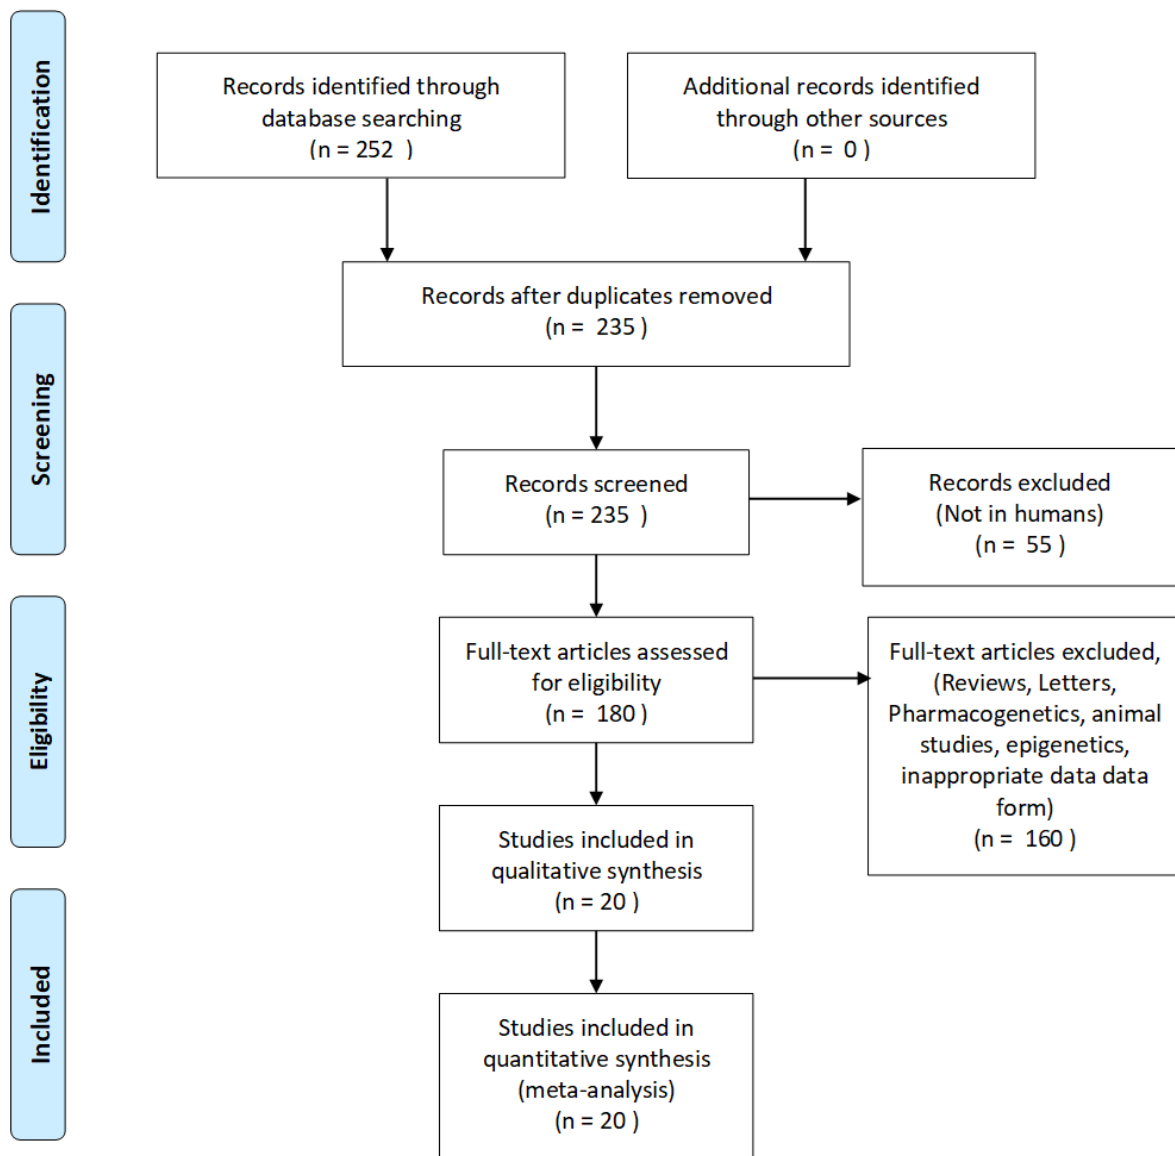 Identification
Records identified through
database searching
(n = 252  )
Additional records identified
through other sources
(n =  0 )
Records after duplicates removed
(n =  235 )
Screening
Records screened
(n = 235  )
Records excluded
(Not in humans)
(n =  55 )
Eligibility
Full-text articles assessed
for eligibility
(n =  180 )
Full-text articles excluded,
(Reviews, Letters,
Pharmacogenetics, animal
studies, epigenetics,
inappropriate data data
form)
(n =  160 )
Studies included in
qualitative synthesis
(n = 20 )
Included
Studies included in
quantitative synthesis
(meta-analysis)
(n = 20 )